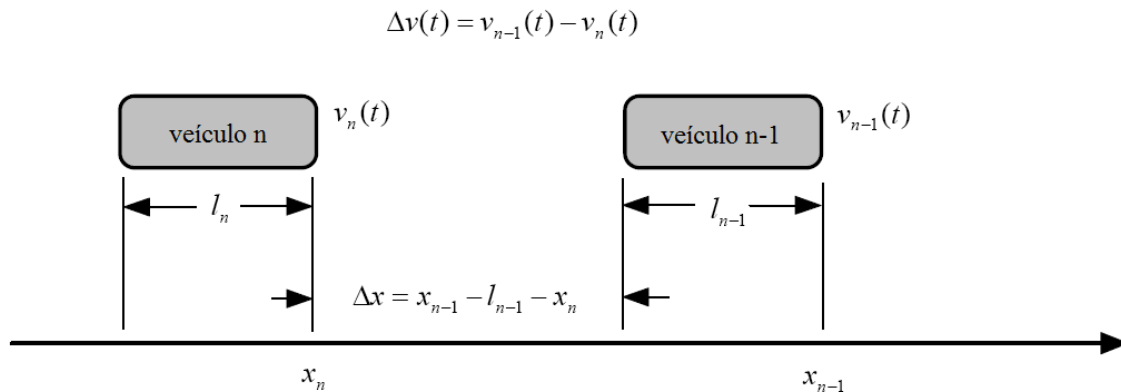 Δv(t) = v_{n−1}(t) − v_n(t)
veículo n
v_n(t)
veículo n-1
v_{n−1}(t)
l_n
l_{n−1}
Δx = x_{n−1} − l_{n−1} − x_n
x_n
x_{n−1}